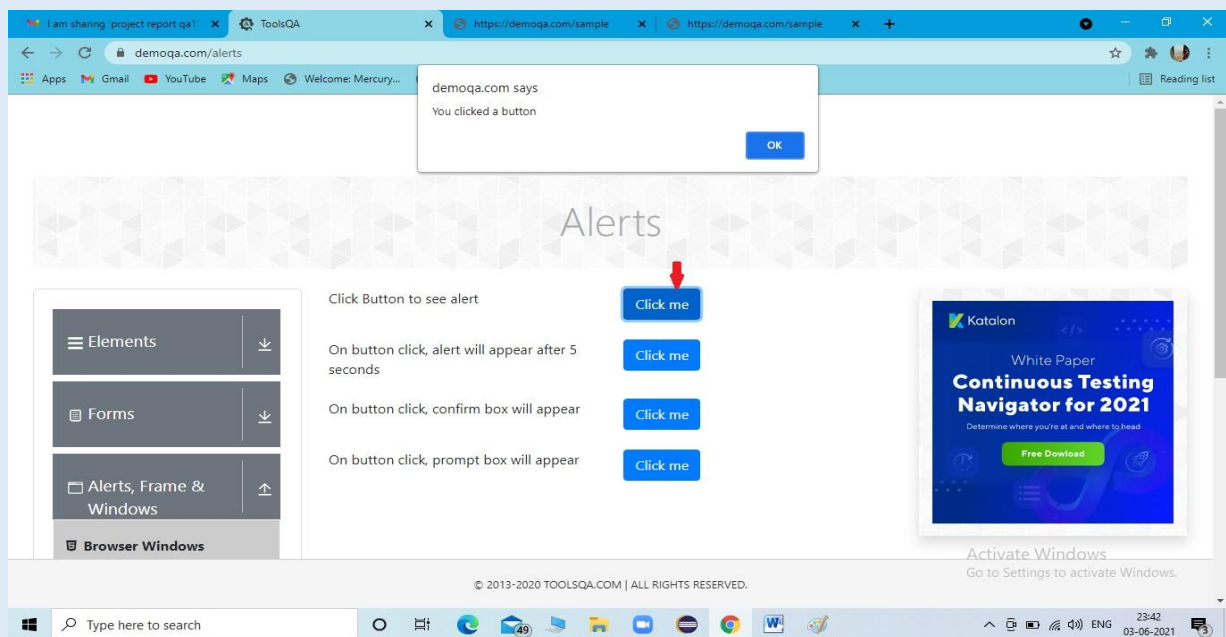 I am sharing 'project report qa1'
ToolsQA
https://demoqa.com/sample
https://demoqa.com/sample
demoqa.com/alerts
Apps
Gmail
YouTube
Maps
Welcome: Mercury...
Reading list
demoqa.com says
You clicked a button
OK
Alerts
Click Button to see alert
Click me
On button click, alert will appear after 5
seconds
Click me
On button click, confirm box will appear
Click me
On button click, prompt box will appear
Click me
Elements
Forms
Alerts, Frame &
Windows
Browser Windows
Katalon
White Paper
Continuous Testing
Navigator for 2021
Determine where you're at and where to head
Free Dowload
Activate Windows
Go to Settings to activate Windows.
© 2013-2020 TOOLSQA.COM | ALL RIGHTS RESERVED.
Type here to search
49
W
ENG
23:42
03-06-2021
3